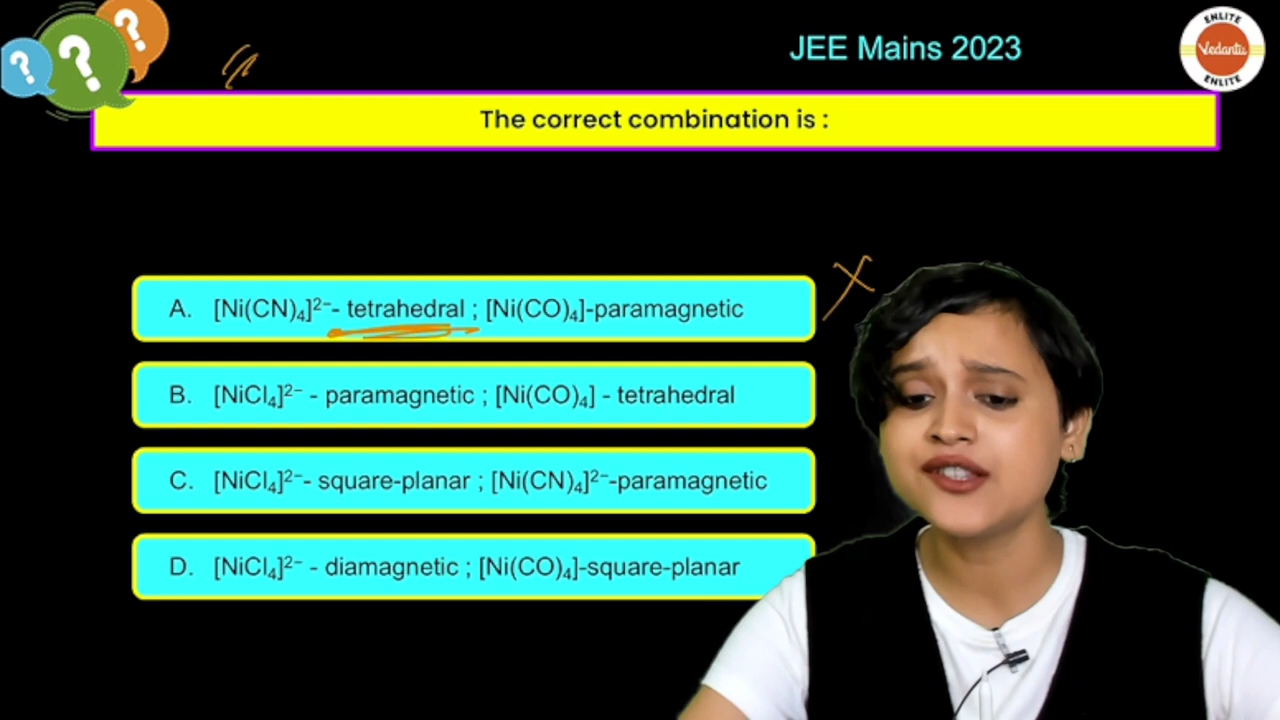 JEE Mains 2023
ENLITE
Vedantu
ENLITE
The correct combination is :
A. [Ni(CN)₄]²⁻- tetrahedral ; [Ni(CO)₄]-paramagnetic
B. [NiCl₄]²⁻ - paramagnetic ; [Ni(CO)₄] - tetrahedral
C. [NiCl₄]²⁻- square-planar ; [Ni(CN)₄]²⁻-paramagnetic
D. [NiCl₄]²⁻ - diamagnetic ; [Ni(CO)₄]-square-planar